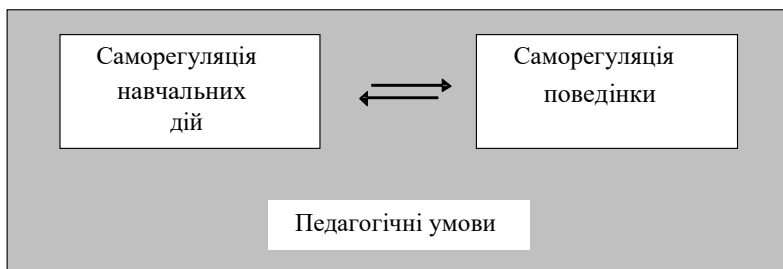 Саморегуляція
навчальних
дій
Саморегуляція
поведінки
Педагогічні умови